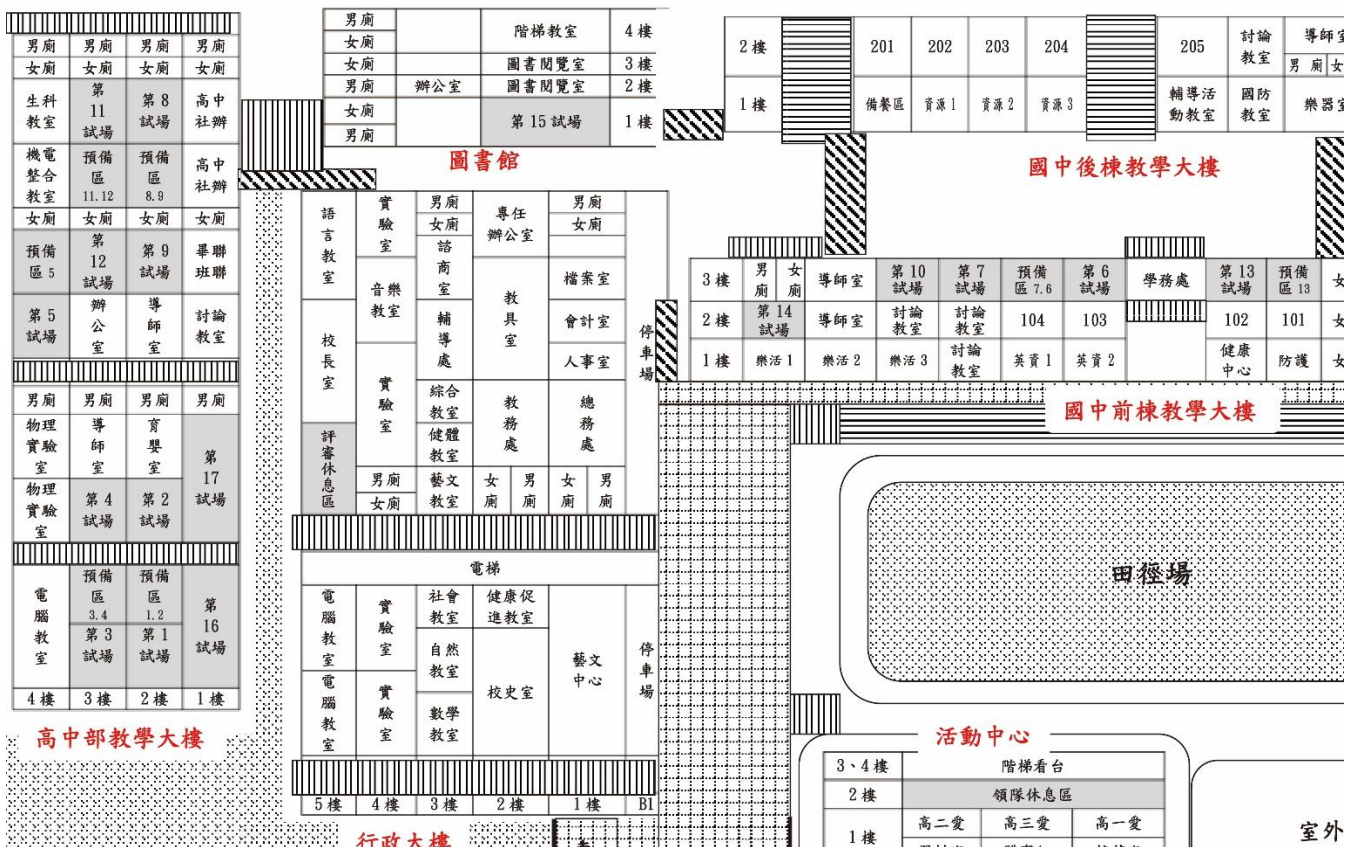 男廁 男廁 男廁 男廁
女廁 女廁 女廁 女廁
生科教室 第11試場 第8試場 高中社辦
機電整合教室 預備區11.12 預備區8.9 高中社辦
女廁 女廁 女廁 女廁
預備區5 第12試場 第9試場 畢聯班聯
第5試場 辦公室 導師室 討論教室
男廁 男廁 男廁 男廁
物理實驗室 導師室 育嬰室 第17試場
物理實驗室 第4試場 第2試場
電腦教室 預備區3.4 預備區1.2 第16試場
第3試場 第1試場
4樓 3樓 2樓 1樓
高中部教學大樓
男廁 階梯教室 4樓
女廁
女廁 圖書閱覽室 3樓
男廁 辦公室 圖書閱覽室 2樓
女廁 第15試場 1樓
男廁
圖書館
語言教室 實驗室 男廁 專任辦公室 男廁
女廁 女廁
諮商室 檔案室
音樂教室 教具室
校長室 輔導處 會計室 停車場
人事室
實驗室 綜合教室 教務處 總務處
評審休息區 健體教室
男廁 藝文教室 女廁 男廁 女廁 男廁
女廁
電梯
電腦教室 實驗室 社會教室 健康促進教室 藝文中心 停車場
自然教室 校史室
電腦教室 實驗室 數學教室
5樓 4樓 3樓 2樓 1樓 B1
行政大樓
2樓 201 202 203 204 205 討論教室 導師室
男廁 女
1樓 備餐區 資源1 資源2 資源3 輔導活動教室 國防教室 樂器室
國中後棟教學大樓
3樓 男廁 女廁 導師室 第10試場 第7試場 預備區7.6 第6試場 學務處 第13試場 預備區13 女
2樓 第14試場 導師室 討論教室 討論教室 104 103 102 101 女
1樓 樂活1 樂活2 樂活3 討論教室 英資1 英資2 健康中心 防護 女
國中前棟教學大樓
田徑場
活動中心
3、4樓 階梯看台
2樓 領隊休息區
1樓 高二愛 高三愛 高一愛
室外